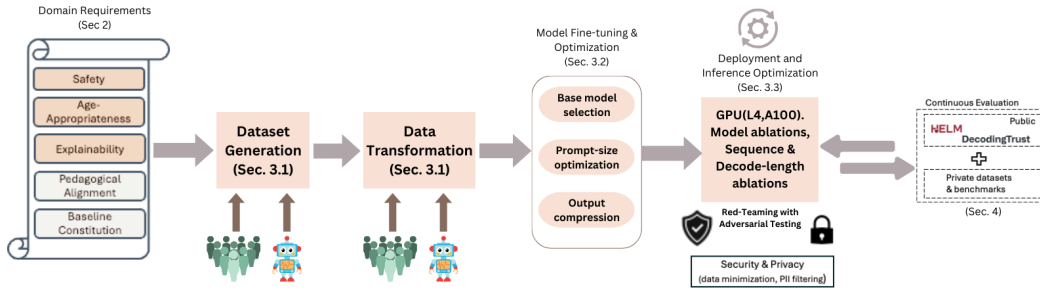 Domain Requirements
(Sec 2)
Safety
Age-
Appropriateness
Explainability
Pedagogical
Alignment
Baseline
Constitution
Dataset
Generation
(Sec. 3.1)
Data
Transformation
(Sec. 3.1)
Model Fine-tuning &
Optimization
(Sec. 3.2)
Base model
selection
Prompt-size
optimization
Output
compression
Deployment and
Inference Optimization
(Sec. 3.3)
GPU(L4,A100).
Model ablations,
Sequence &
Decode-length
ablations
Red-Teaming with
Adversarial Testing
Security & Privacy
(data minimization, PII filtering)
Continuous Evaluation
Public
HELM
DecodingTrust
Private datasets
& benchmarks
(Sec. 4)